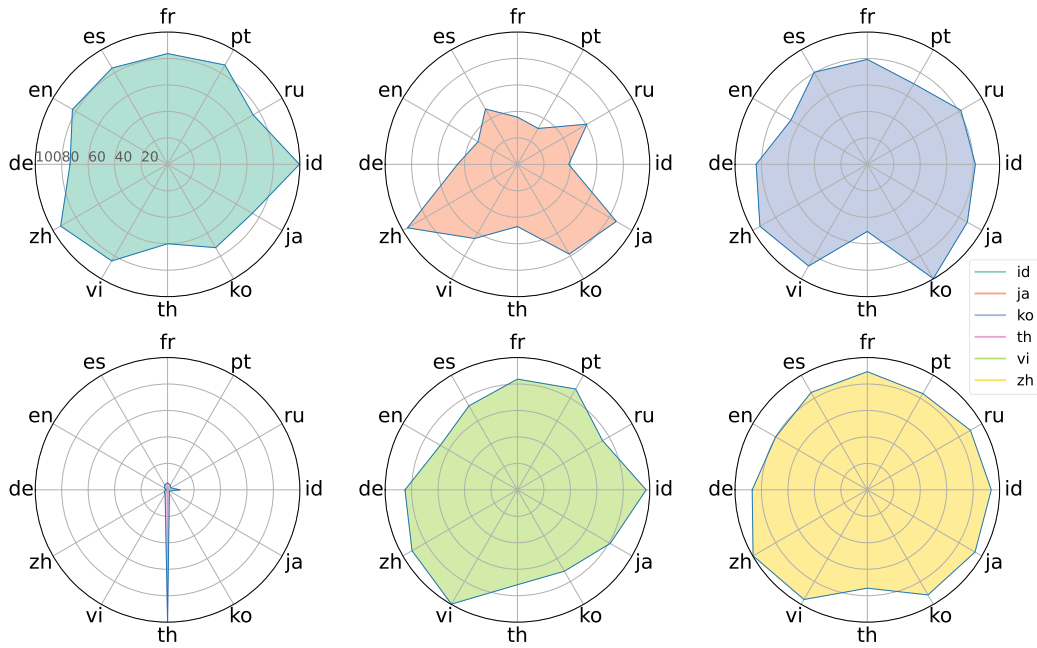 fr fr fr
es pt es pt es pt
en ru en ru en ru
de 100 80 60 40 20 id de id de id
zh ja zh ja zh ja
vi ko vi ko vi ko
th th th
id
ja
ko
th
vi
zh
fr fr fr
es pt es pt es pt
en ru en ru en ru
de id de id de id
zh ja zh ja zh ja
vi ko vi ko vi ko
th th th